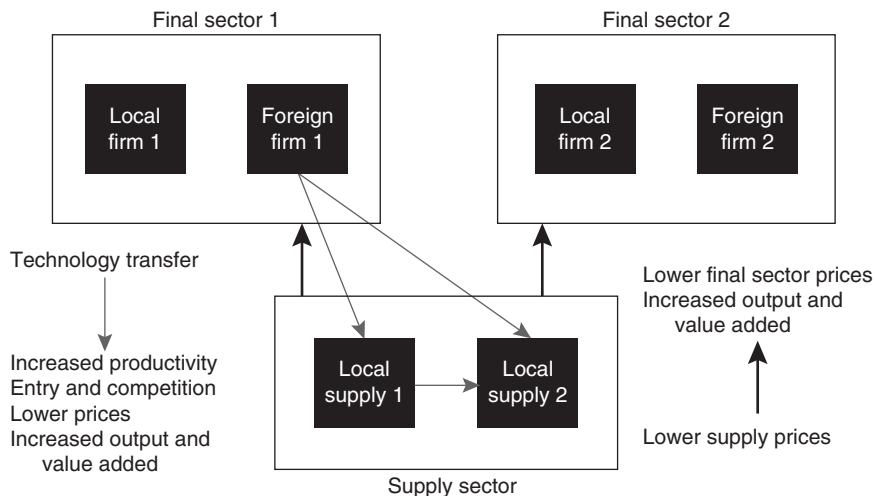 Final sector 1
Final sector 2
Local
firm 1
Foreign
firm 1
Local
firm 2
Foreign
firm 2
Technology transfer
Increased productivity
Entry and competition
Lower prices
Increased output and
value added
Local
supply 1
Local
supply 2
Supply sector
Lower final sector prices
Increased output and
value added
Lower supply prices